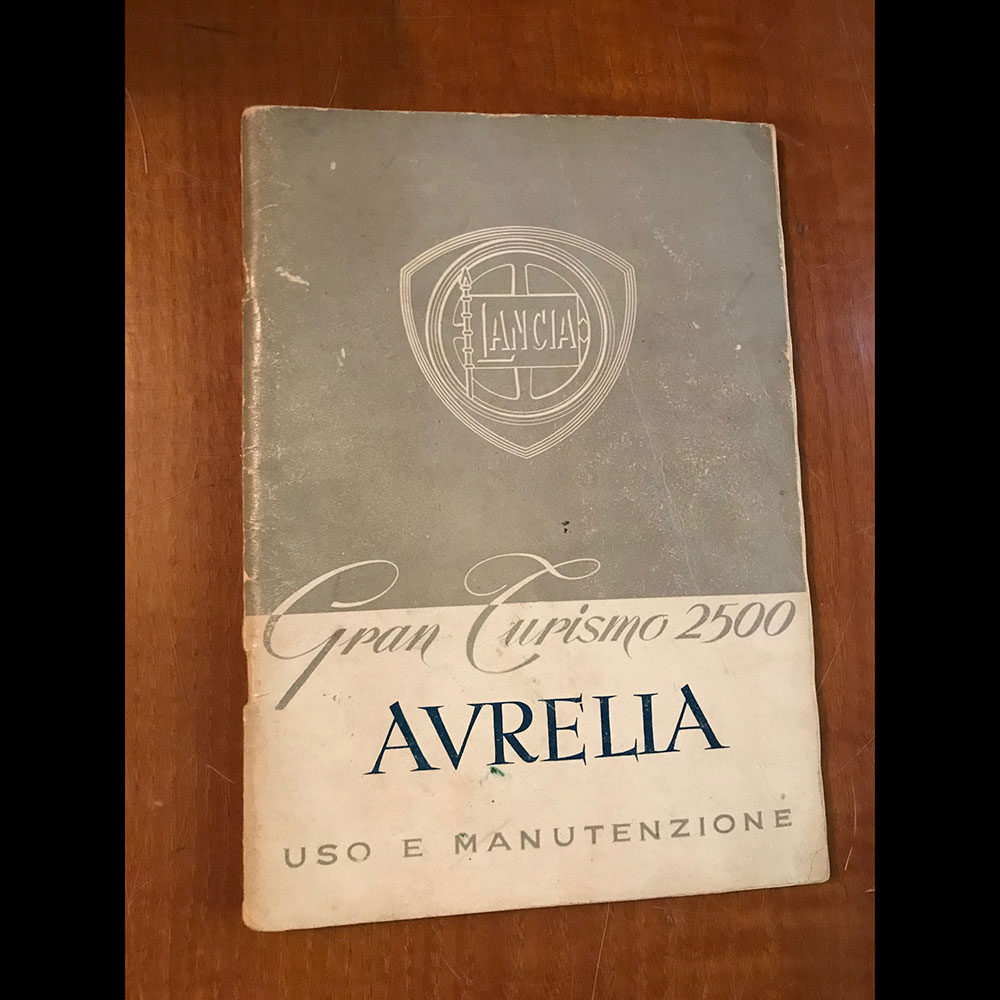 LANCIA
Gran Turismo 2500
AVRELIA
USO E MANUTENZIONE